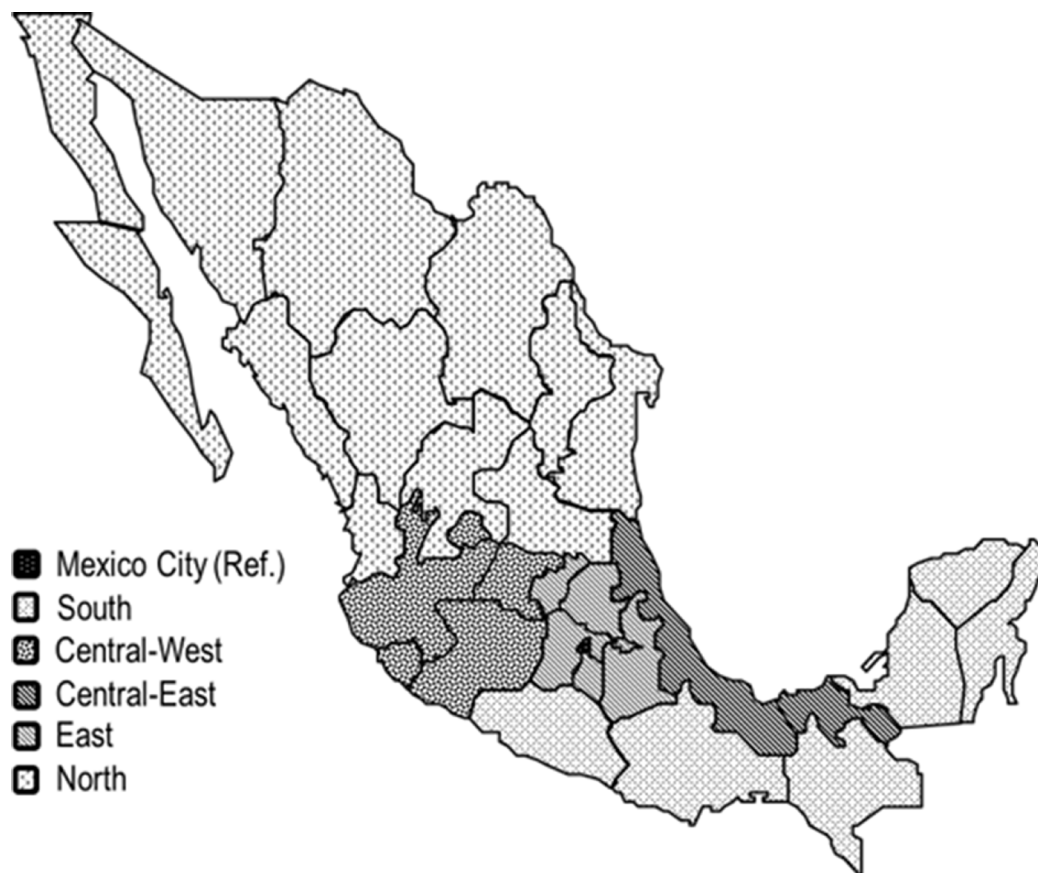 Mexico City (Ref.)
South
Central-West
Central-East
East
North